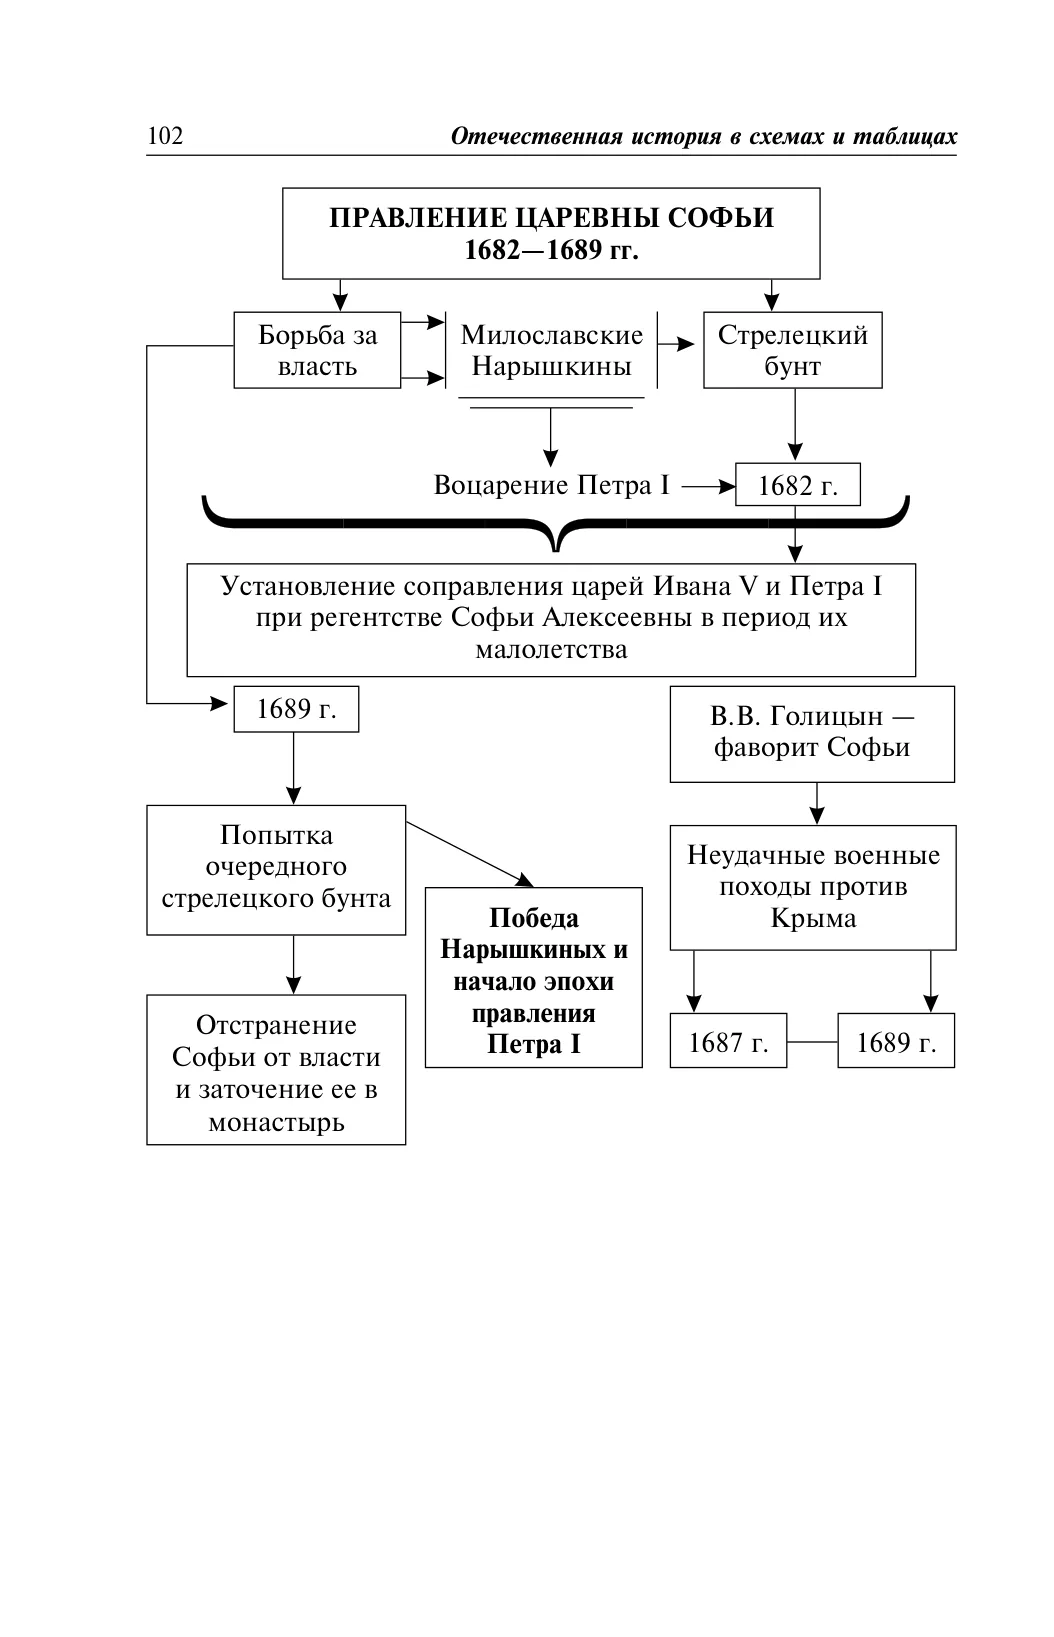 102
Отечественная история в схемах и таблицах
ПРАВЛЕНИЕ ЦАРЕВНЫ СОФЬИ
1682—1689 гг.
Борьба за
власть
Милославские
Нарышкины
Стрелецкий
бунт
Воцарение Петра I
1682 г.
Установление соправления царей Ивана V и Петра I
при регентстве Софьи Алексеевны в период их
малолетства
1689 г.
В.В. Голицын —
фаворит Софьи
Попытка
очередного
стрелецкого бунта
Неудачные военные
походы против
Крыма
Победа
Нарышкиных и
начало эпохи
правления
Петра I
Отстранение
Софьи от власти
и заточение ее в
монастырь
1687 г.
1689 г.